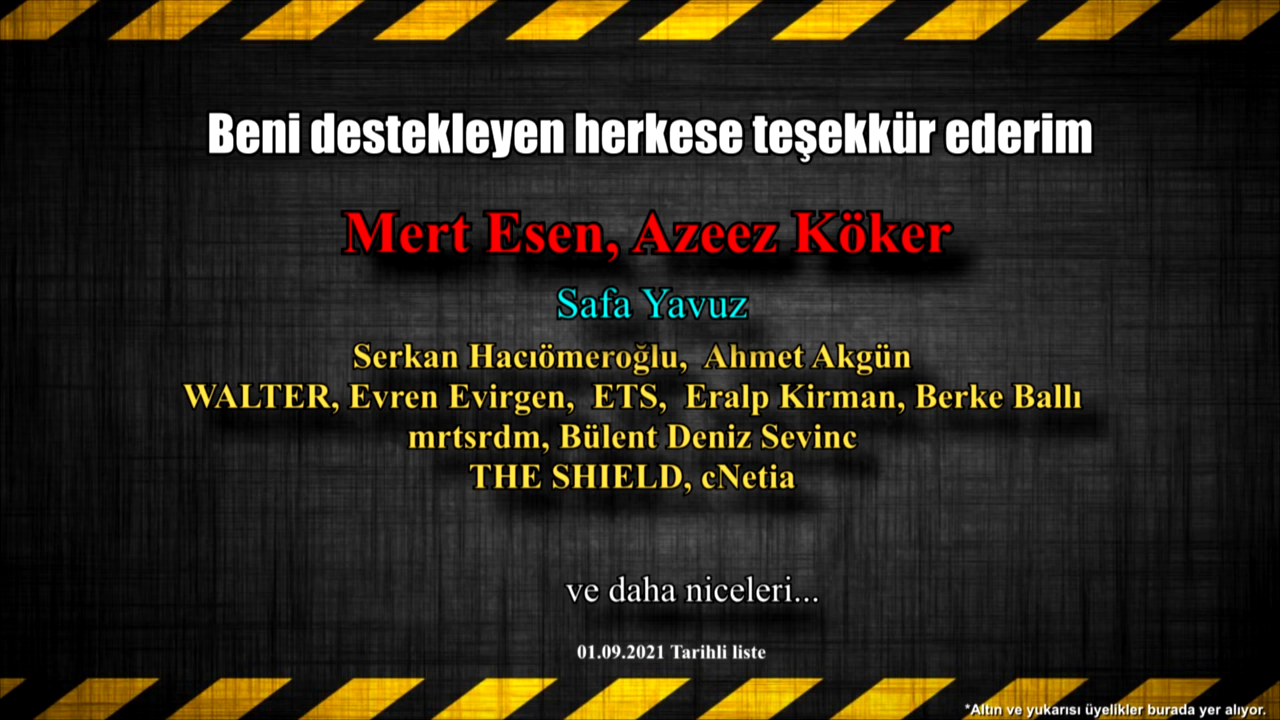 Beni destekleyen herkese teşekkür ederim
Mert Esen, Azeez Köker
Safa Yavuz
Serkan Hacıömeroğlu, Ahmet Akgün
WALTER, Evren Evirgen, ETS, Eralp Kirman, Berke Ballı
mrtsrdm, Bülent Deniz Sevinc
THE SHIELD, cNetia
ve daha niceleri...
01.09.2021 Tarihli liste
*Altın ve yukarısı üyelikler burada yer alıyor.